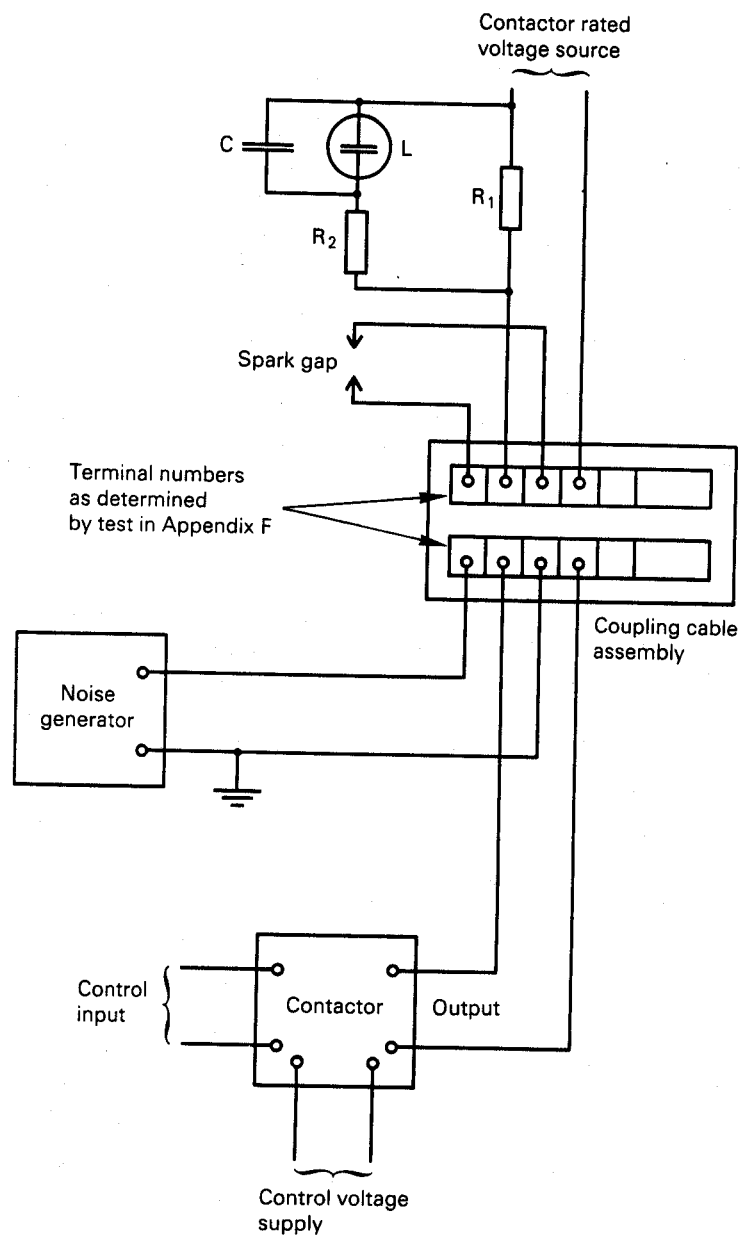 Contactor rated
voltage source
C
L
R1
R2
Spark gap
Terminal numbers
as determined
by test in Appendix F
Coupling cable
assembly
Noise
generator
Control
input
Contactor
Output
Control voltage
supply